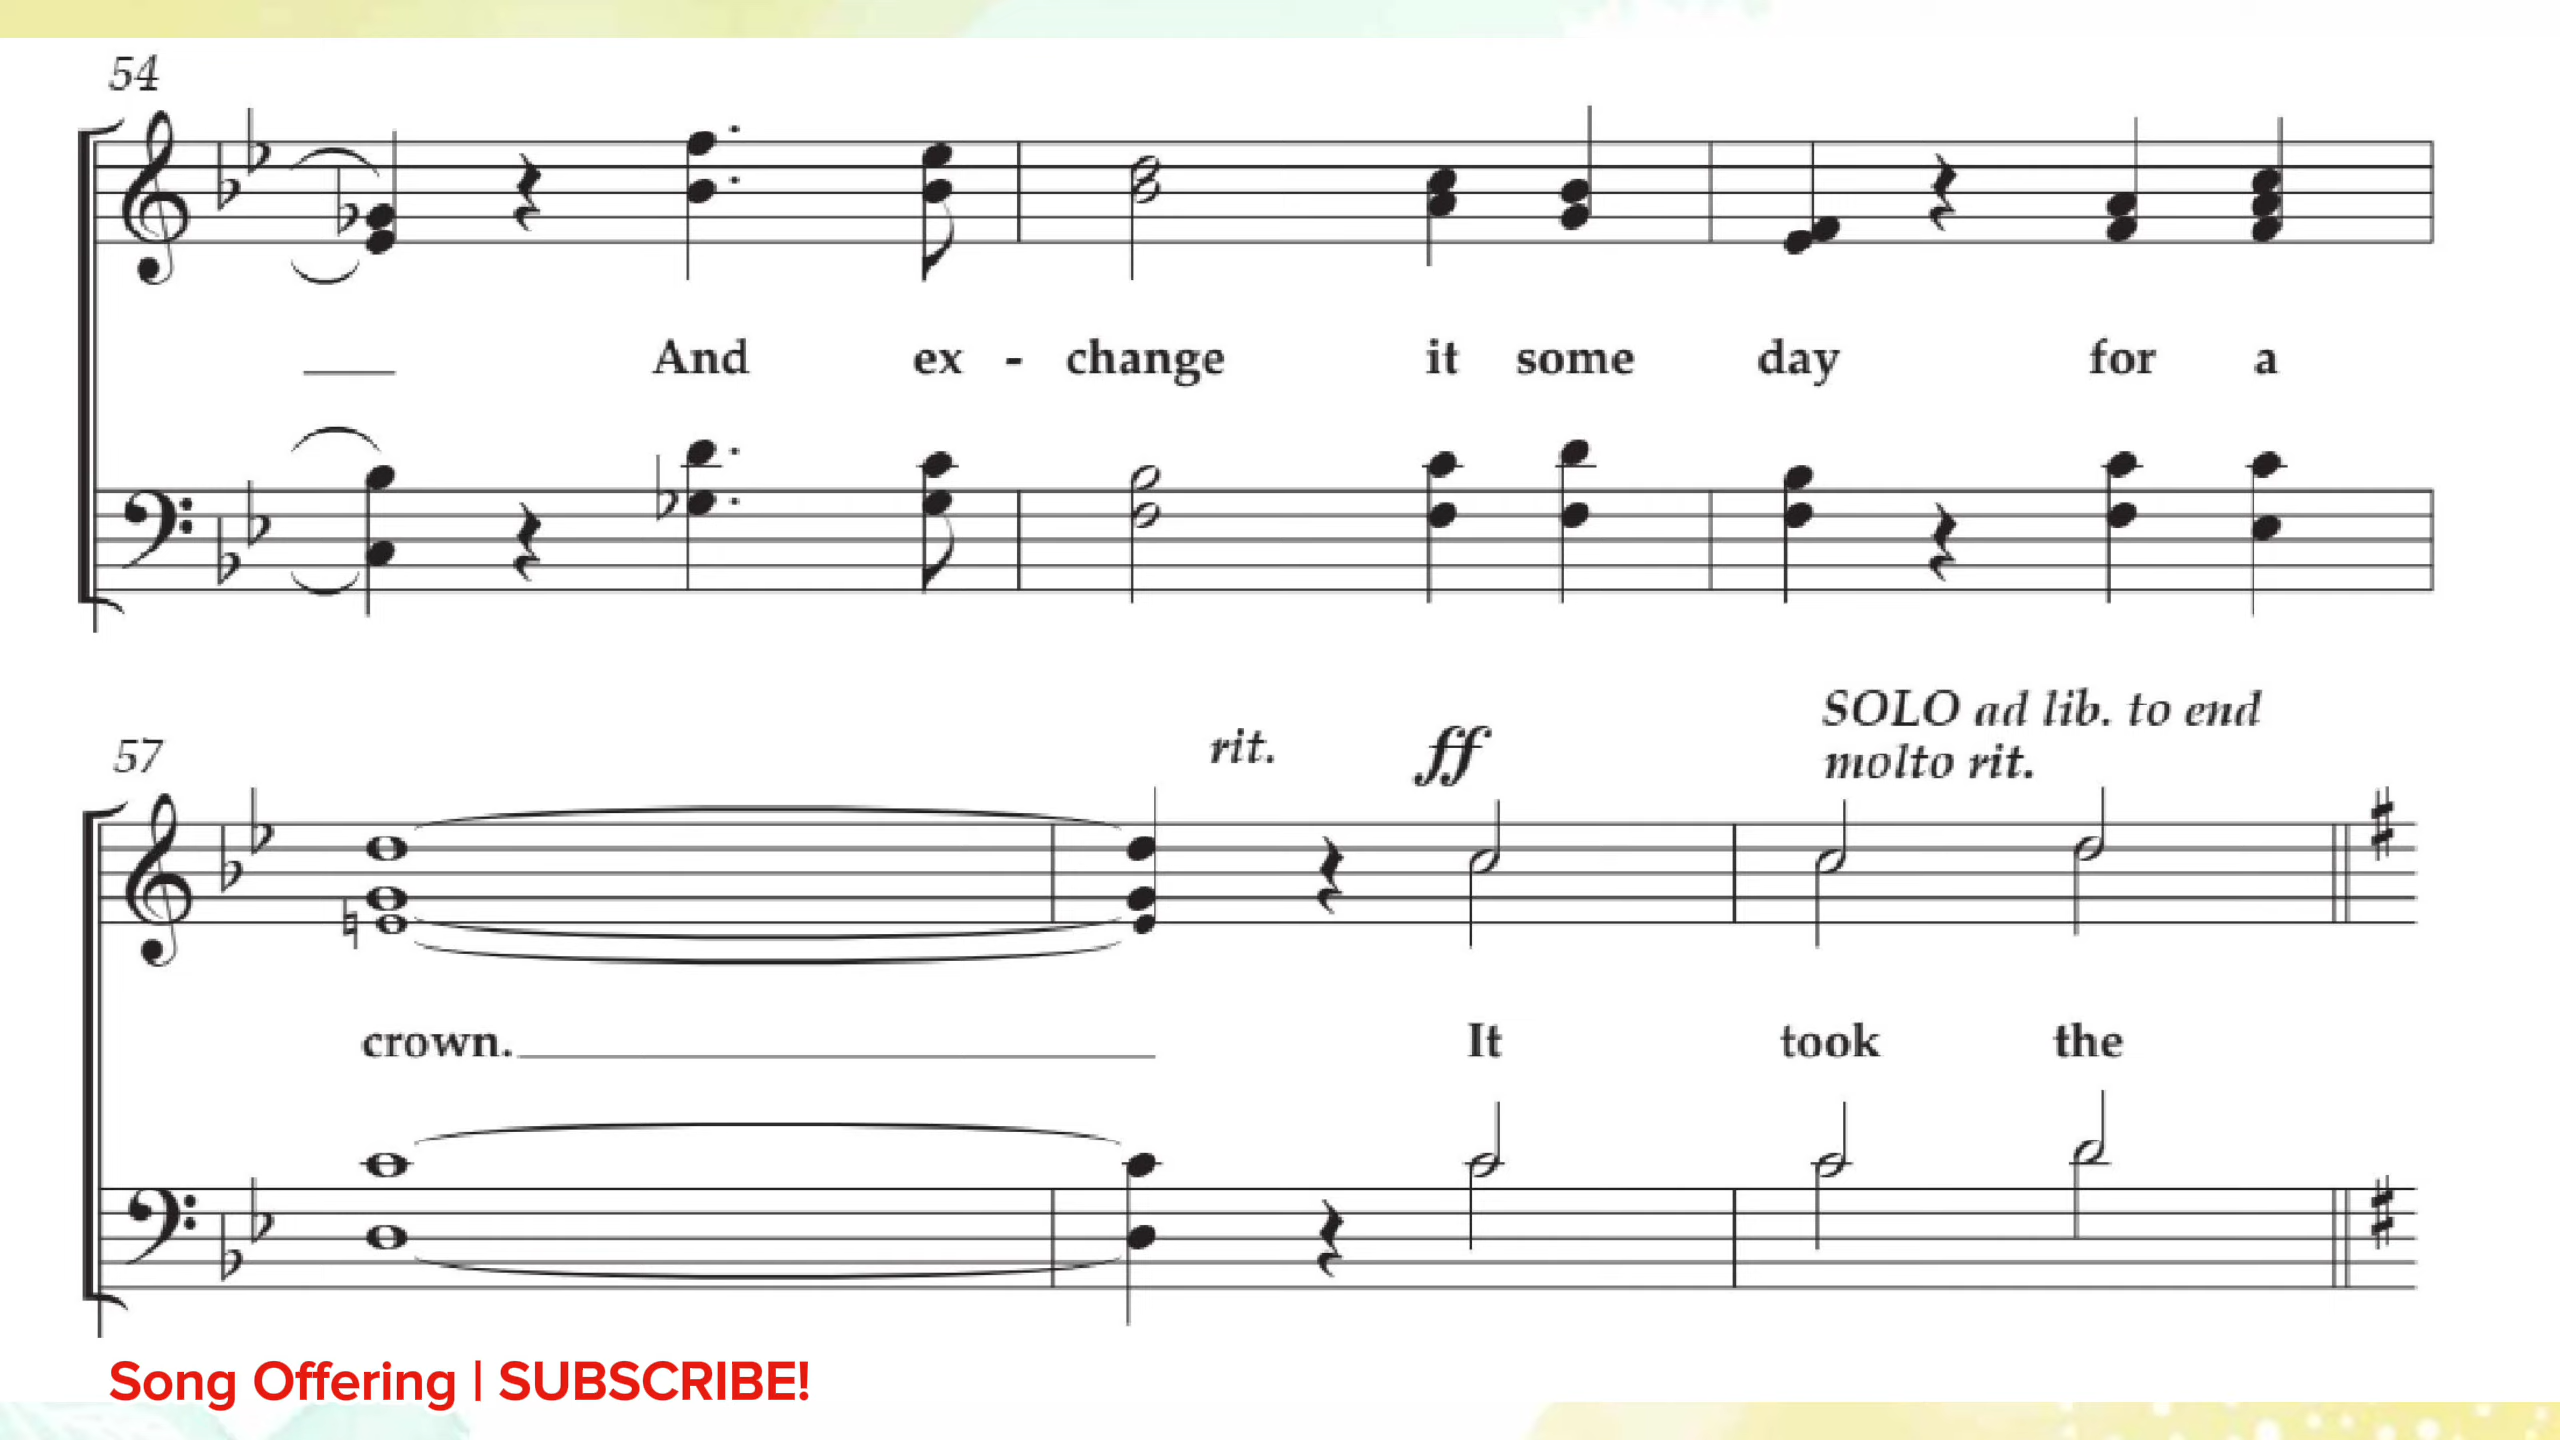 54
And ex - change it some day for a
SOLO ad lib. to end
57 rit. ff molto rit.
crown. It took the
Song Offering | SUBSCRIBE!